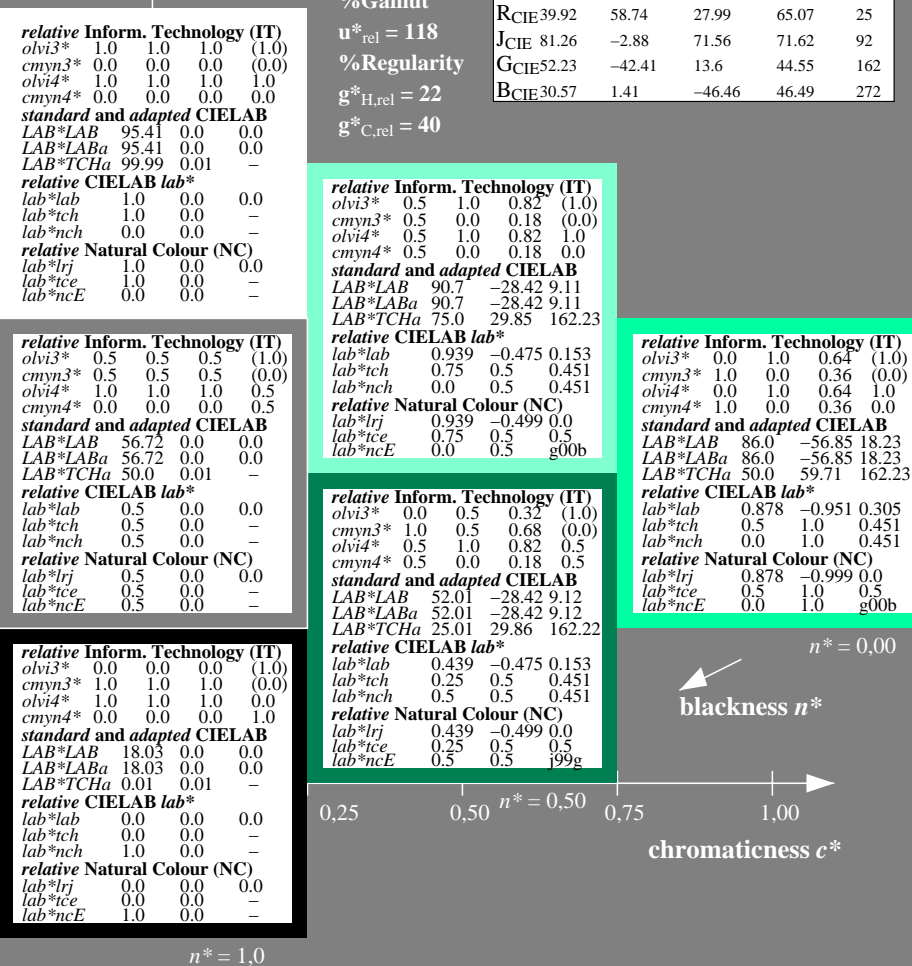 %Gamut
u*rel = 118
%Regularity
g*H,rel = 22
g*C,rel = 40
RCIE 39.92 58.74 27.99 65.07 25
JCIE 81.26 −2.88 71.56 71.62 92
GCIE 52.23 −42.41 13.6 44.55 162
BCIE 30.57 1.41 −46.46 46.49 272
relative Inform. Technology (IT)
olvi3* 1.0 1.0 1.0 (1.0)
cmyn3* 0.0 0.0 0.0 (0.0)
olvi4* 1.0 1.0 1.0 1.0
cmyn4* 0.0 0.0 0.0 0.0
standard and adapted CIELAB
LAB*LAB 95.41 0.0 0.0
LAB*LABa 95.41 0.0 0.0
LAB*TCHa 99.99 0.01 –
relative CIELAB lab*
lab*lab 1.0 0.0 0.0
lab*tch 1.0 0.0 –
lab*nch 0.0 0.0 –
relative Natural Colour (NC)
lab*lrj 1.0 0.0 0.0
lab*tce 1.0 0.0 –
lab*ncE 0.0 0.0 –
relative Inform. Technology (IT)
olvi3* 0.5 1.0 0.82 (1.0)
cmyn3* 0.5 0.0 0.18 (0.0)
olvi4* 0.5 1.0 0.82 1.0
cmyn4* 0.5 0.0 0.18 0.0
standard and adapted CIELAB
LAB*LAB 90.7 −28.42 9.11
LAB*LABa 90.7 −28.42 9.11
LAB*TCHa 75.0 29.85 162.23
relative CIELAB lab*
lab*lab 0.939 −0.475 0.153
lab*tch 0.75 0.5 0.451
lab*nch 0.0 0.5 0.451
relative Natural Colour (NC)
lab*lrj 0.939 −0.499 0.0
lab*tce 0.75 0.5 0.5
lab*ncE 0.0 0.5 g00b
relative Inform. Technology (IT)
olvi3* 0.5 0.5 0.5 (1.0)
cmyn3* 0.5 0.5 0.5 (0.0)
olvi4* 1.0 1.0 1.0 0.5
cmyn4* 0.0 0.0 0.0 0.5
standard and adapted CIELAB
LAB*LAB 56.72 0.0 0.0
LAB*LABa 56.72 0.0 0.0
LAB*TCHa 50.0 0.01 –
relative CIELAB lab*
lab*lab 0.5 0.0 0.0
lab*tch 0.5 0.0 –
lab*nch 0.5 0.0 –
relative Natural Colour (NC)
lab*lrj 0.5 0.0 0.0
lab*tce 0.5 0.0 –
lab*ncE 0.5 0.0 –
relative Inform. Technology (IT)
olvi3* 0.0 1.0 0.64 (1.0)
cmyn3* 1.0 0.0 0.36 (0.0)
olvi4* 0.0 1.0 0.64 1.0
cmyn4* 1.0 0.0 0.36 0.0
standard and adapted CIELAB
LAB*LAB 86.0 −56.85 18.23
LAB*LABa 86.0 −56.85 18.23
LAB*TCHa 50.0 59.71 162.23
relative CIELAB lab*
lab*lab 0.878 −0.951 0.305
lab*tch 0.5 1.0 0.451
lab*nch 0.0 1.0 0.451
relative Natural Colour (NC)
lab*lrj 0.878 −0.999 0.0
lab*tce 0.5 1.0 0.5
lab*ncE 0.0 1.0 g00b
relative Inform. Technology (IT)
olvi3* 0.0 0.5 0.32 (1.0)
cmyn3* 1.0 0.5 0.68 (0.0)
olvi4* 0.5 1.0 0.82 0.5
cmyn4* 0.5 0.0 0.18 0.5
standard and adapted CIELAB
LAB*LAB 52.01 −28.42 9.12
LAB*LABa 52.01 −28.42 9.12
LAB*TCHa 25.01 29.86 162.22
relative CIELAB lab*
lab*lab 0.439 −0.475 0.153
lab*tch 0.25 0.5 0.451
lab*nch 0.5 0.5 0.451
relative Natural Colour (NC)
lab*lrj 0.439 −0.499 0.0
lab*tce 0.25 0.5 0.5
lab*ncE 0.5 0.5 j99g
relative Inform. Technology (IT)
olvi3* 0.0 0.0 0.0 (1.0)
cmyn3* 1.0 1.0 1.0 (0.0)
olvi4* 1.0 1.0 1.0 0.0
cmyn4* 0.0 0.0 0.0 1.0
standard and adapted CIELAB
LAB*LAB 18.03 0.0 0.0
LAB*LABa 18.03 0.0 0.0
LAB*TCHa 0.01 0.01 –
relative CIELAB lab*
lab*lab 0.0 0.0 0.0
lab*tch 0.0 0.0 –
lab*nch 1.0 0.0 –
relative Natural Colour (NC)
lab*lrj 0.0 0.0 0.0
lab*tce 0.0 0.0 –
lab*ncE 1.0 0.0 –
n* = 0,00
blackness n*
0,25 0,50 n* = 0,50 0,75 1,00
chromaticness c*
n* = 1,0